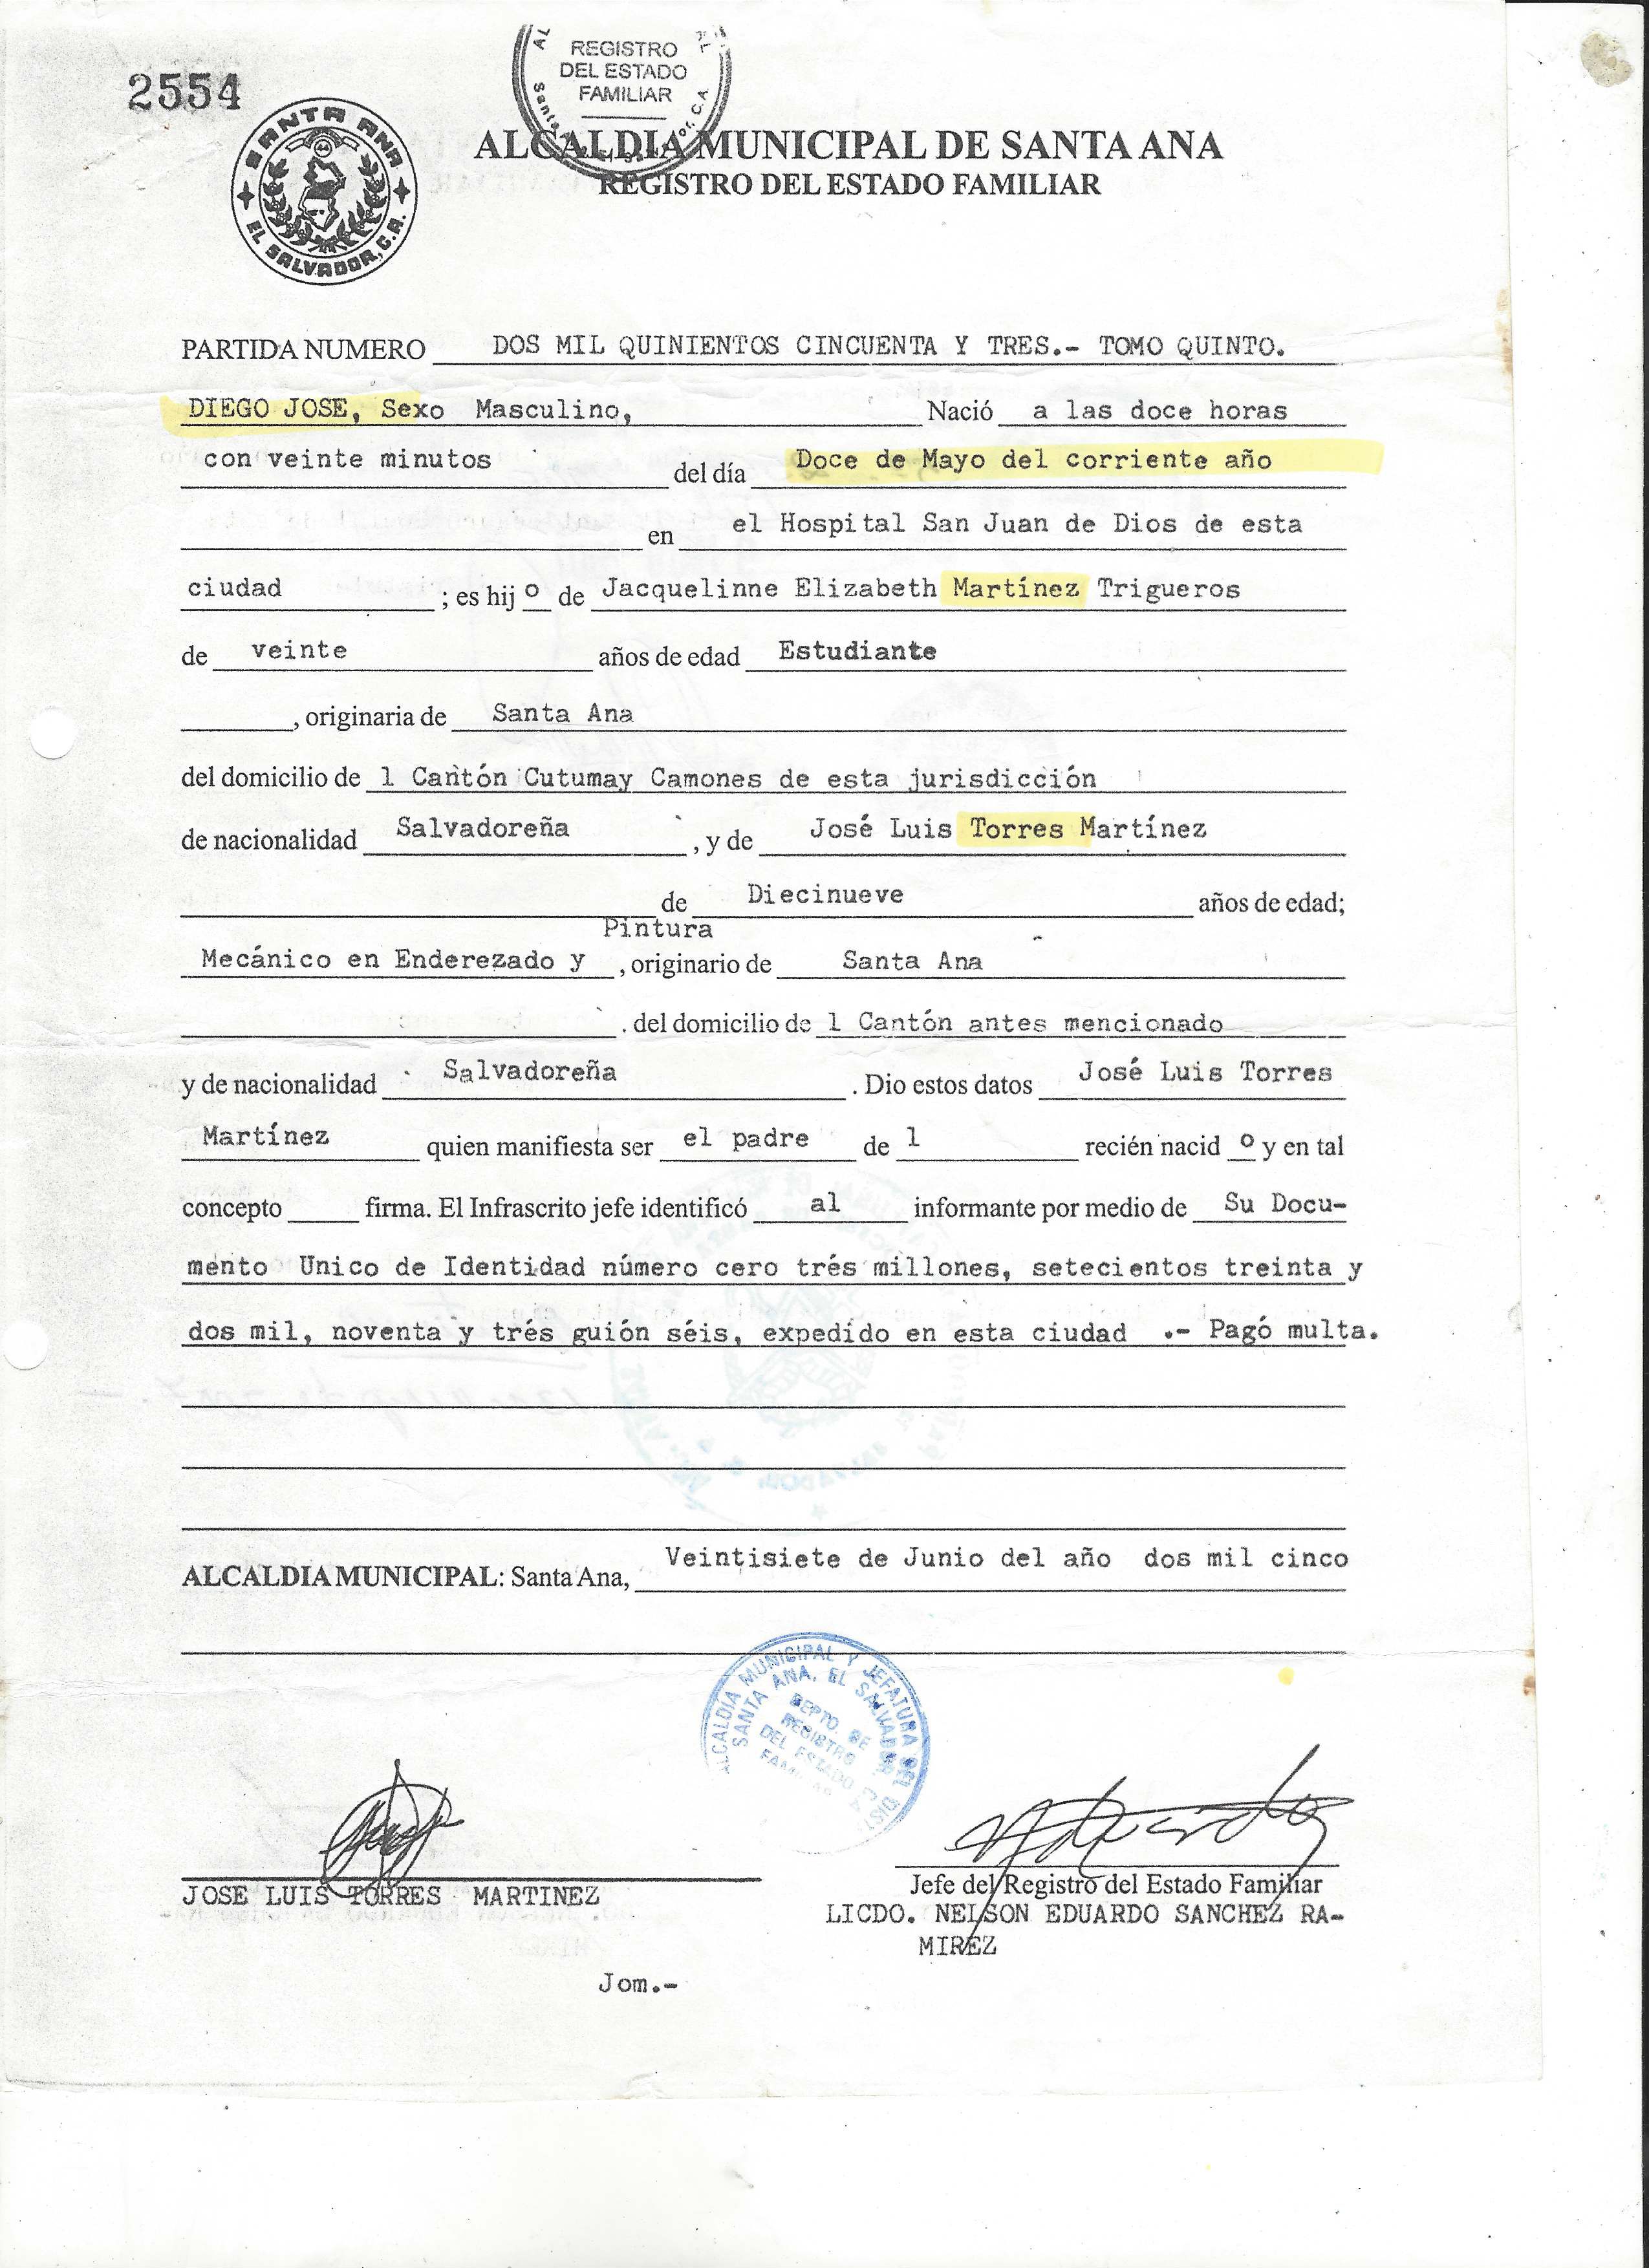 2554
REGISTRO
DEL ESTADO
FAMILIAR
SANTA ANA
EL SALVADOR, C.A.
ALCALDIA MUNICIPAL DE SANTA ANA
REGISTRO DEL ESTADO FAMILIAR
PARTIDA NUMERO DOS MIL QUINIENTOS CINCUENTA Y TRES.- TOMO QUINTO.
DIEGO JOSE, Sexo Masculino, Nació a las doce horas
con veinte minutos del día Doce de Mayo del corriente año
en el Hospital San Juan de Dios de esta
ciudad ; es hij o de Jacquelinne Elizabeth Martínez Trigueros
de veinte años de edad Estudiante
, originaria de Santa Ana
del domicilio de l Cantón Cutumay Camones de esta jurisdicción
de nacionalidad Salvadoreña , y de José Luis Torres Martínez
de Diecinueve años de edad;
Pintura
Mecánico en Enderezado y , originario de Santa Ana
. del domicilio de l Cantón antes mencionado
y de nacionalidad Salvadoreña . Dio estos datos José Luis Torres
Martínez quien manifiesta ser el padre de l recién nacid o y en tal
concepto firma. El Infrascrito jefe identificó al informante por medio de Su Docu-
mento Unico de Identidad número cero trés millones, setecientos treinta y
dos mil, noventa y trés guión séis, expedido en esta ciudad .- Pagó multa.
ALCALDIA MUNICIPAL: Santa Ana, Veintisiete de Junio del año dos mil cinco
ALCALDIA MUNICIPAL Y JEFATURA DEL DIST
SANTA ANA, EL SALVADOR, C.A.
DEPTO. DE
REGISTRO
DEL ESTADO
JOSE LUIS TORRES MARTINEZ
Jefe del Registro del Estado Familiar
LICDO. NELSON EDUARDO SANCHEZ RA-
MIREZ
Jom.-